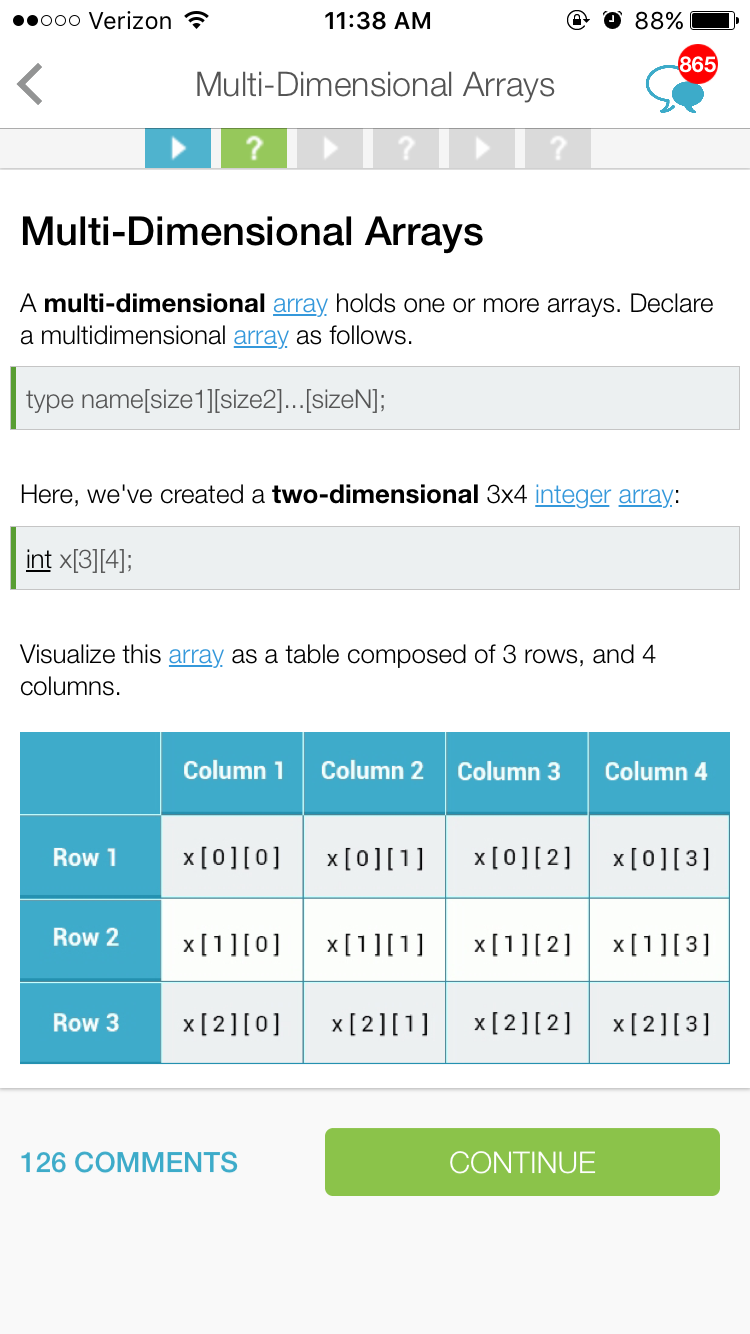 Verizon 11:38 AM 88%
Multi-Dimensional Arrays 865
? ? ?
Multi-Dimensional Arrays
A multi-dimensional array holds one or more arrays. Declare
a multidimensional array as follows.
type name[size1][size2]...[sizeN];
Here, we've created a two-dimensional 3x4 integer array:
int x[3][4];
Visualize this array as a table composed of 3 rows, and 4
columns.
Column 1 Column 2 Column 3 Column 4
Row 1 x[0][0] x[0][1] x[0][2] x[0][3]
Row 2 x[1][0] x[1][1] x[1][2] x[1][3]
Row 3 x[2][0] x[2][1] x[2][2] x[2][3]
126 COMMENTS CONTINUE